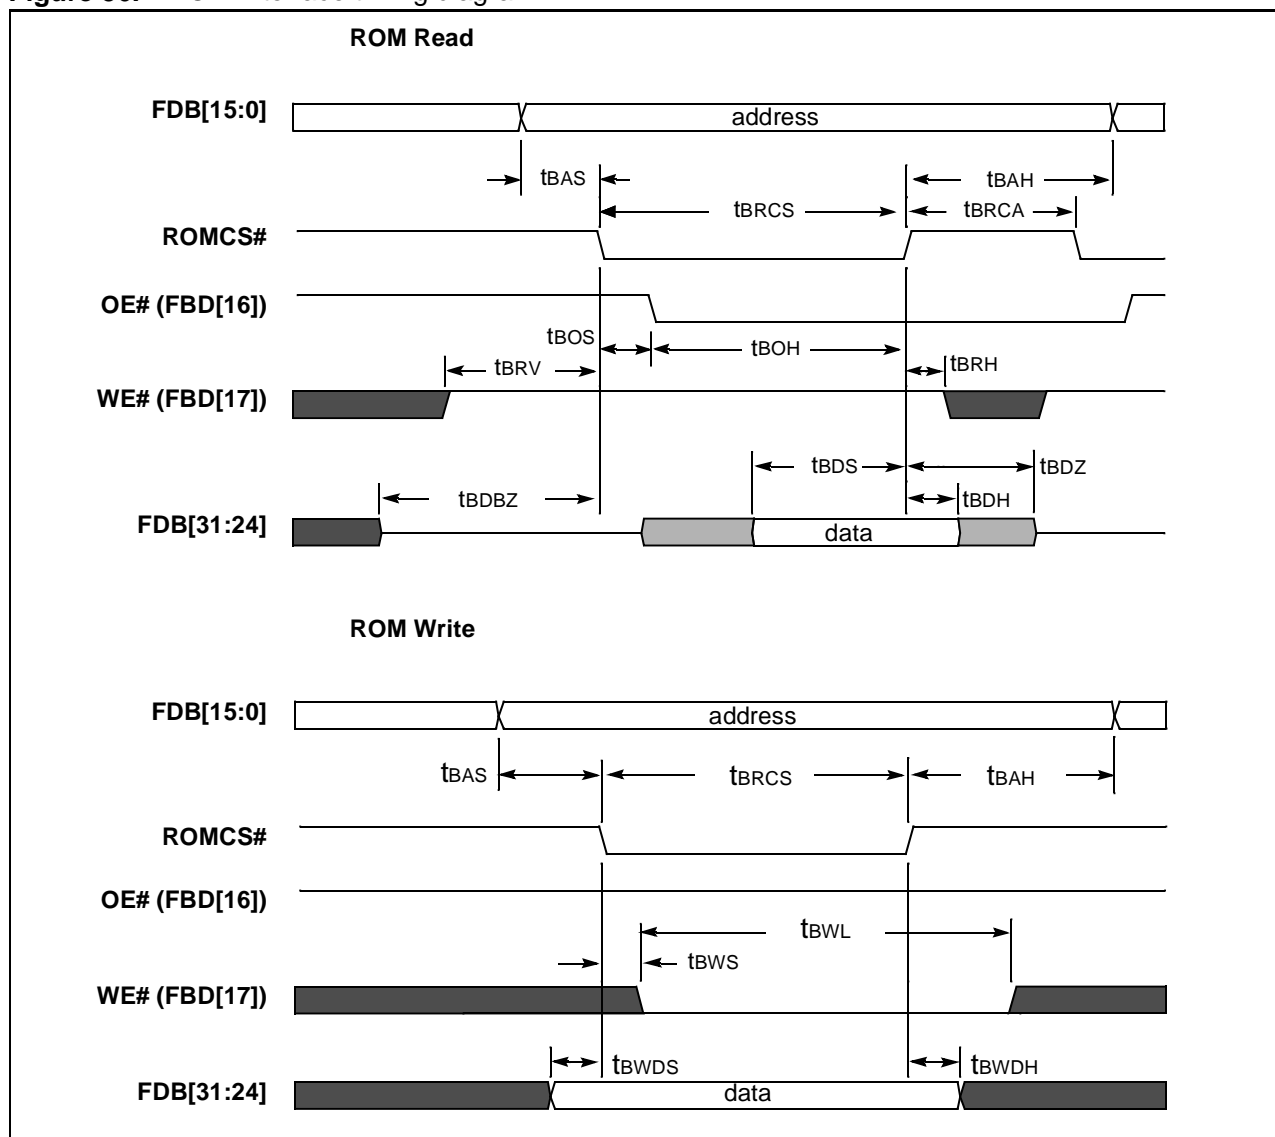 ROM Read
FDB[15:0]
address
tBAS
tBAH
tBRCS
tBRCA
ROMCS#
OE# (FBD[16])
tBOS
tBOH
tBRV
tBRH
WE# (FBD[17])
tBDS
tBDZ
tBDBZ
tBDH
FDB[31:24]
data
ROM Write
FDB[15:0]
address
tBAS
tBRCS
tBAH
ROMCS#
OE# (FBD[16])
tBWL
tBWS
WE# (FBD[17])
tBWDS
tBWDH
FDB[31:24]
data